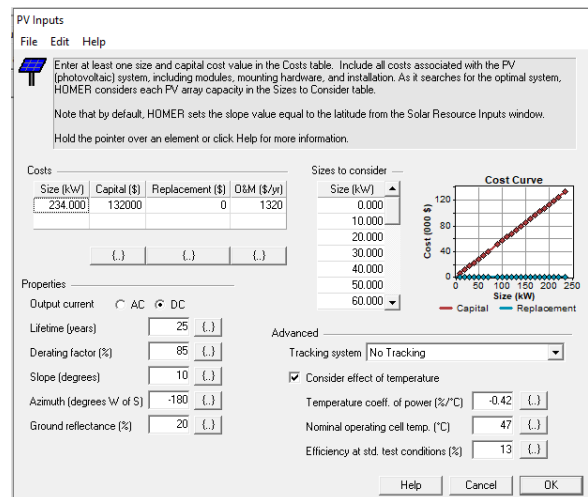 PV Inputs
File Edit Help
Enter at least one size and capital cost value in the Costs table. Include all costs associated with the PV
(photovoltaic) system, including modules, mounting hardware, and installation. As it searches for the optimal system,
HOMER considers each PV array capacity in the Sizes to Consider table.
Note that by default, HOMER sets the slope value equal to the latitude from the Solar Resource Inputs window.
Hold the pointer over an element or click Help for more information.
Costs
Size (kW) Capital ($) Replacement ($) O&M ($/yr)
234.000 132000 0 1320
{..} {..} {..}
Sizes to consider
Size (kW)
0.000
10.000
20.000
30.000
40.000
50.000
60.000
Cost Curve
Cost (000 $)
120
80
40
0
0 50 100 150 200 250
Size (kW)
Capital Replacement
Properties
Output current AC DC
Lifetime (years) 25 {..}
Derating factor (%) 85 {..}
Slope (degrees) 10 {..}
Azimuth (degrees W of S) -180 {..}
Ground reflectance (%) 20 {..}
Advanced
Tracking system No Tracking
Consider effect of temperature
Temperature coeff. of power (%/°C) -0.42 {..}
Nominal operating cell temp. (°C) 47 {..}
Efficiency at std. test conditions (%) 13 {..}
Help Cancel OK